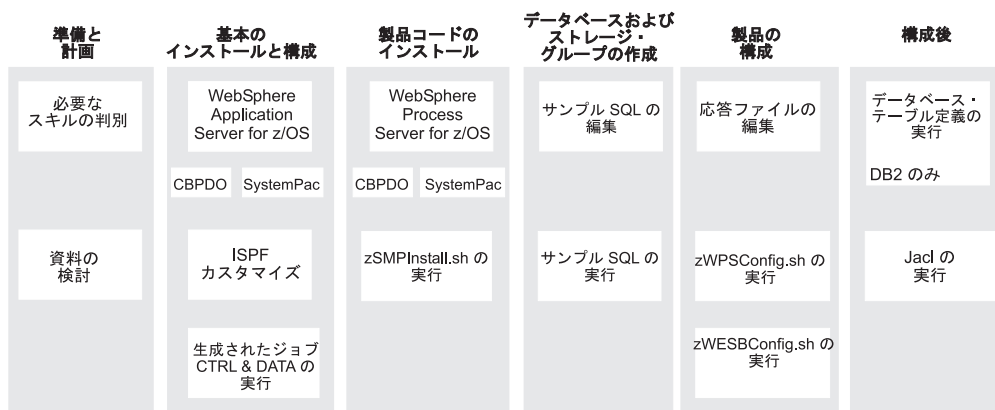 準備と
計画
必要な
スキルの判別
資料の
検討
基本の
インストールと構成
WebSphere
Application
Server for z/OS
CBPDO
SystemPac
ISPF
カスタマイズ
生成されたジョブ
CTRL & DATA の
実行
製品コードの
インストール
WebSphere
Process
Server for z/OS
CBPDO
SystemPac
zSMPInstall.sh の
実行
データベースおよび
ストレージ・
グループの作成
サンプル SQL の
編集
サンプル SQL の
実行
製品の
構成
応答ファイルの
編集
zWPSConfig.sh の
実行
zWESBConfig.sh の
実行
構成後
データベース・
テーブル定義の
実行
DB2 のみ
Jacl の
実行